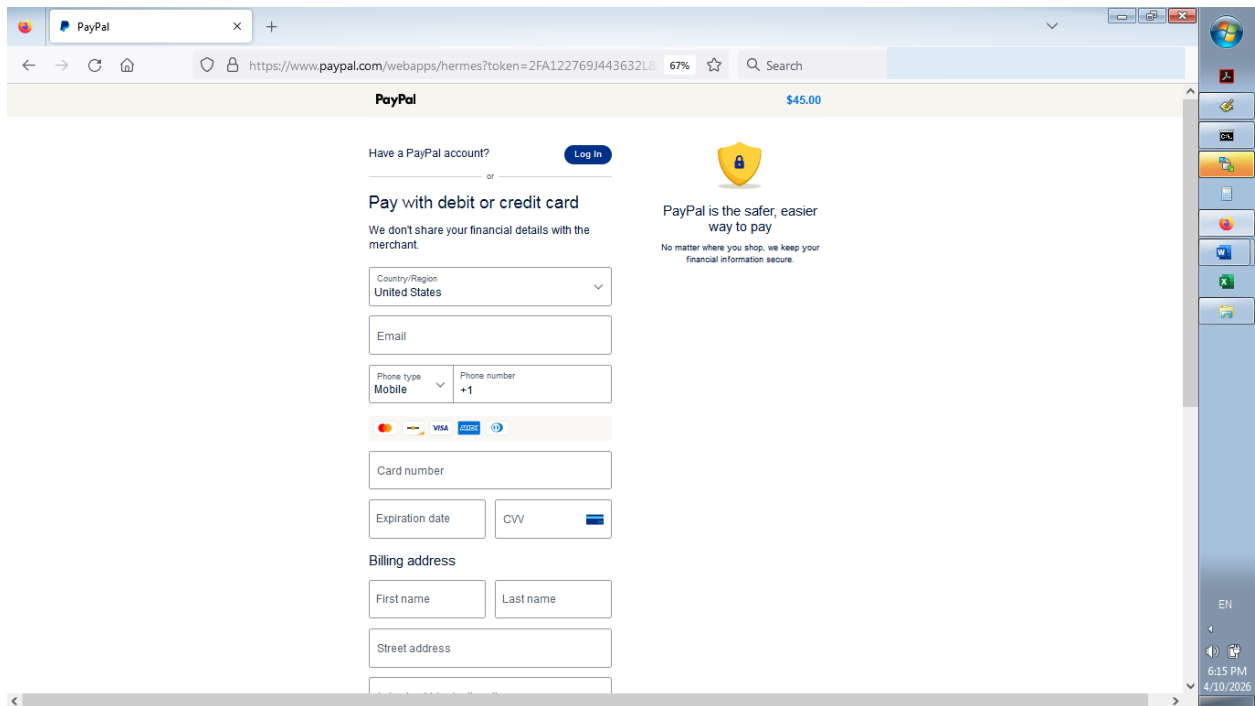 PayPal
https://www.paypal.com/webapps/hermes?token=2FA122769J443632L8
67%
Search
PayPal
$45.00
Have a PayPal account?
Log In
or
Pay with debit or credit card
We don't share your financial details with the
merchant.
Country/Region
United States
Email
Phone type
Mobile
Phone number
+1
VISA
AMEX
Card number
Expiration date
CVV
Billing address
First name
Last name
Street address
PayPal is the safer, easier
way to pay
No matter where you shop, we keep your
financial information secure.
EN
6:15 PM
4/10/2026